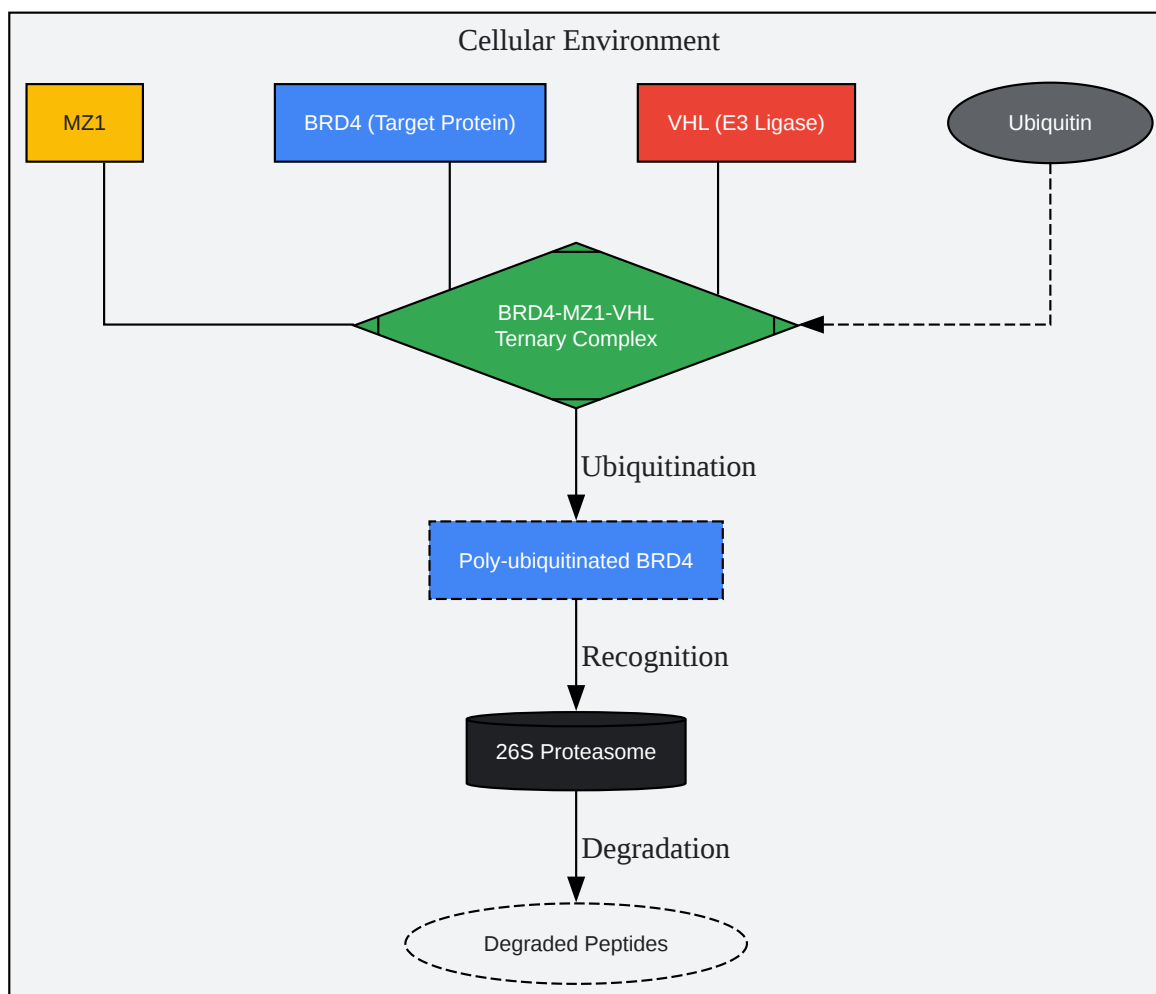 Cellular Environment
MZ1
BRD4 (Target Protein)
VHL (E3 Ligase)
Ubiquitin
BRD4-MZ1-VHL
Ternary Complex
Ubiquitination
Poly-ubiquitinated BRD4
Recognition
26S Proteasome
Degradation
Degraded Peptides